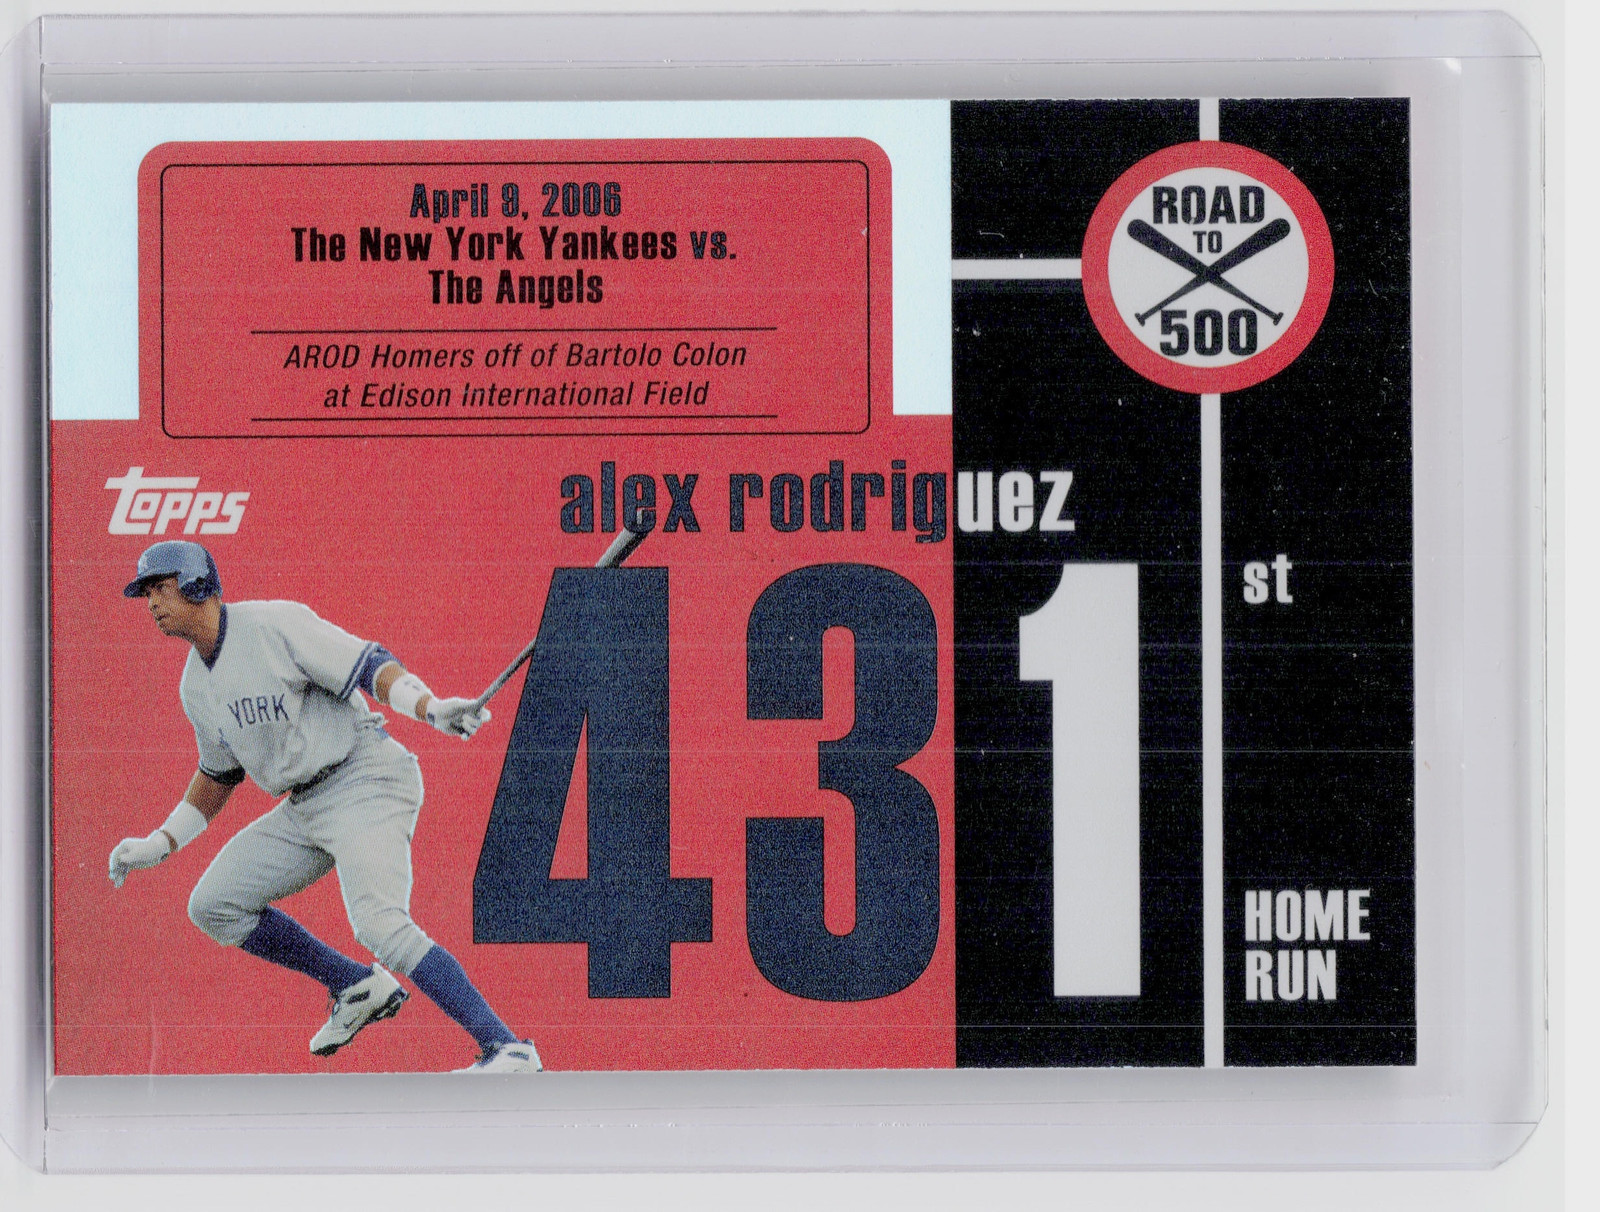 April 9, 2006
The New York Yankees vs.
The Angels
AROD Homers off of Bartolo Colon
at Edison International Field
ROAD
TO
500
topps
alex rodriguez
431
st
YORK
HOME
RUN